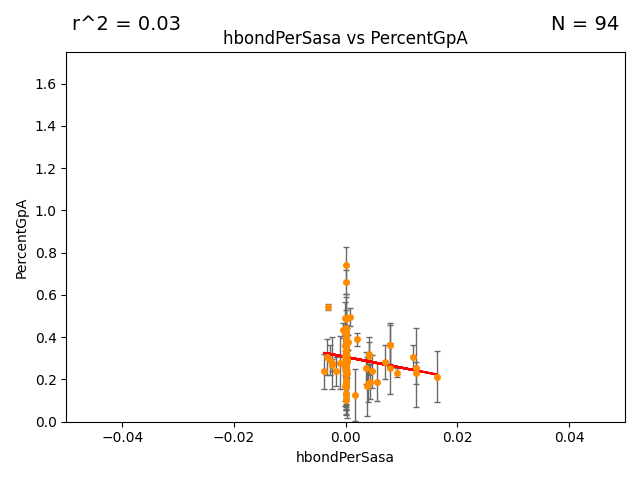 r^2 = 0.03
N = 94
hbondPerSasa vs PercentGpA
1.6
1.4
1.2
1.0
0.8
0.6
0.4
0.2
0.0
PercentGpA
−0.04
−0.02
0.00
0.02
0.04
hbondPerSasa